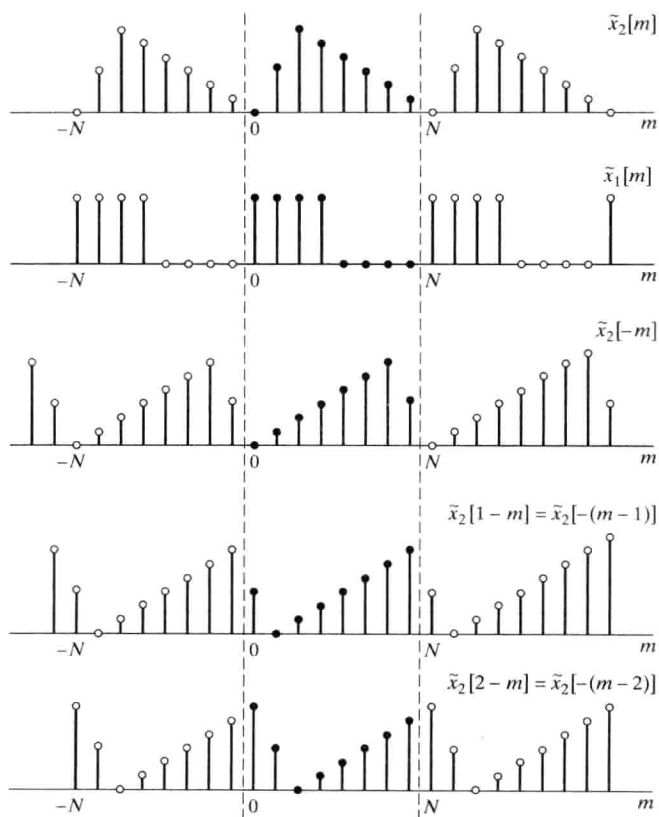 x̃₂[m]
−N 0 N m
x̃₁[m]
−N 0 N m
x̃₂[−m]
−N 0 N m
x̃₂[1 − m] = x̃₂[−(m − 1)]
−N 0 N m
x̃₂[2 − m] = x̃₂[−(m − 2)]
−N 0 N m